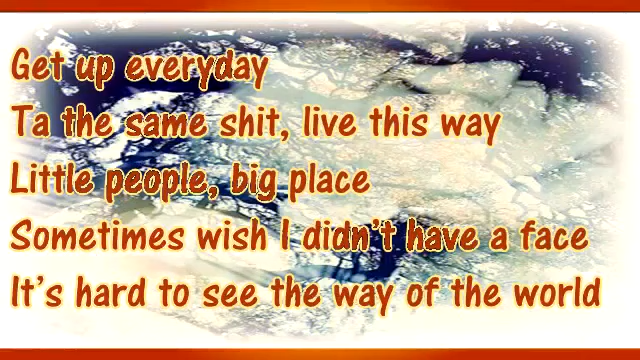 Get up everyday
Ta the same shit, live this way
Little people, big place
Sometimes wish I didn’t have a face
It’s hard to see the way of the world